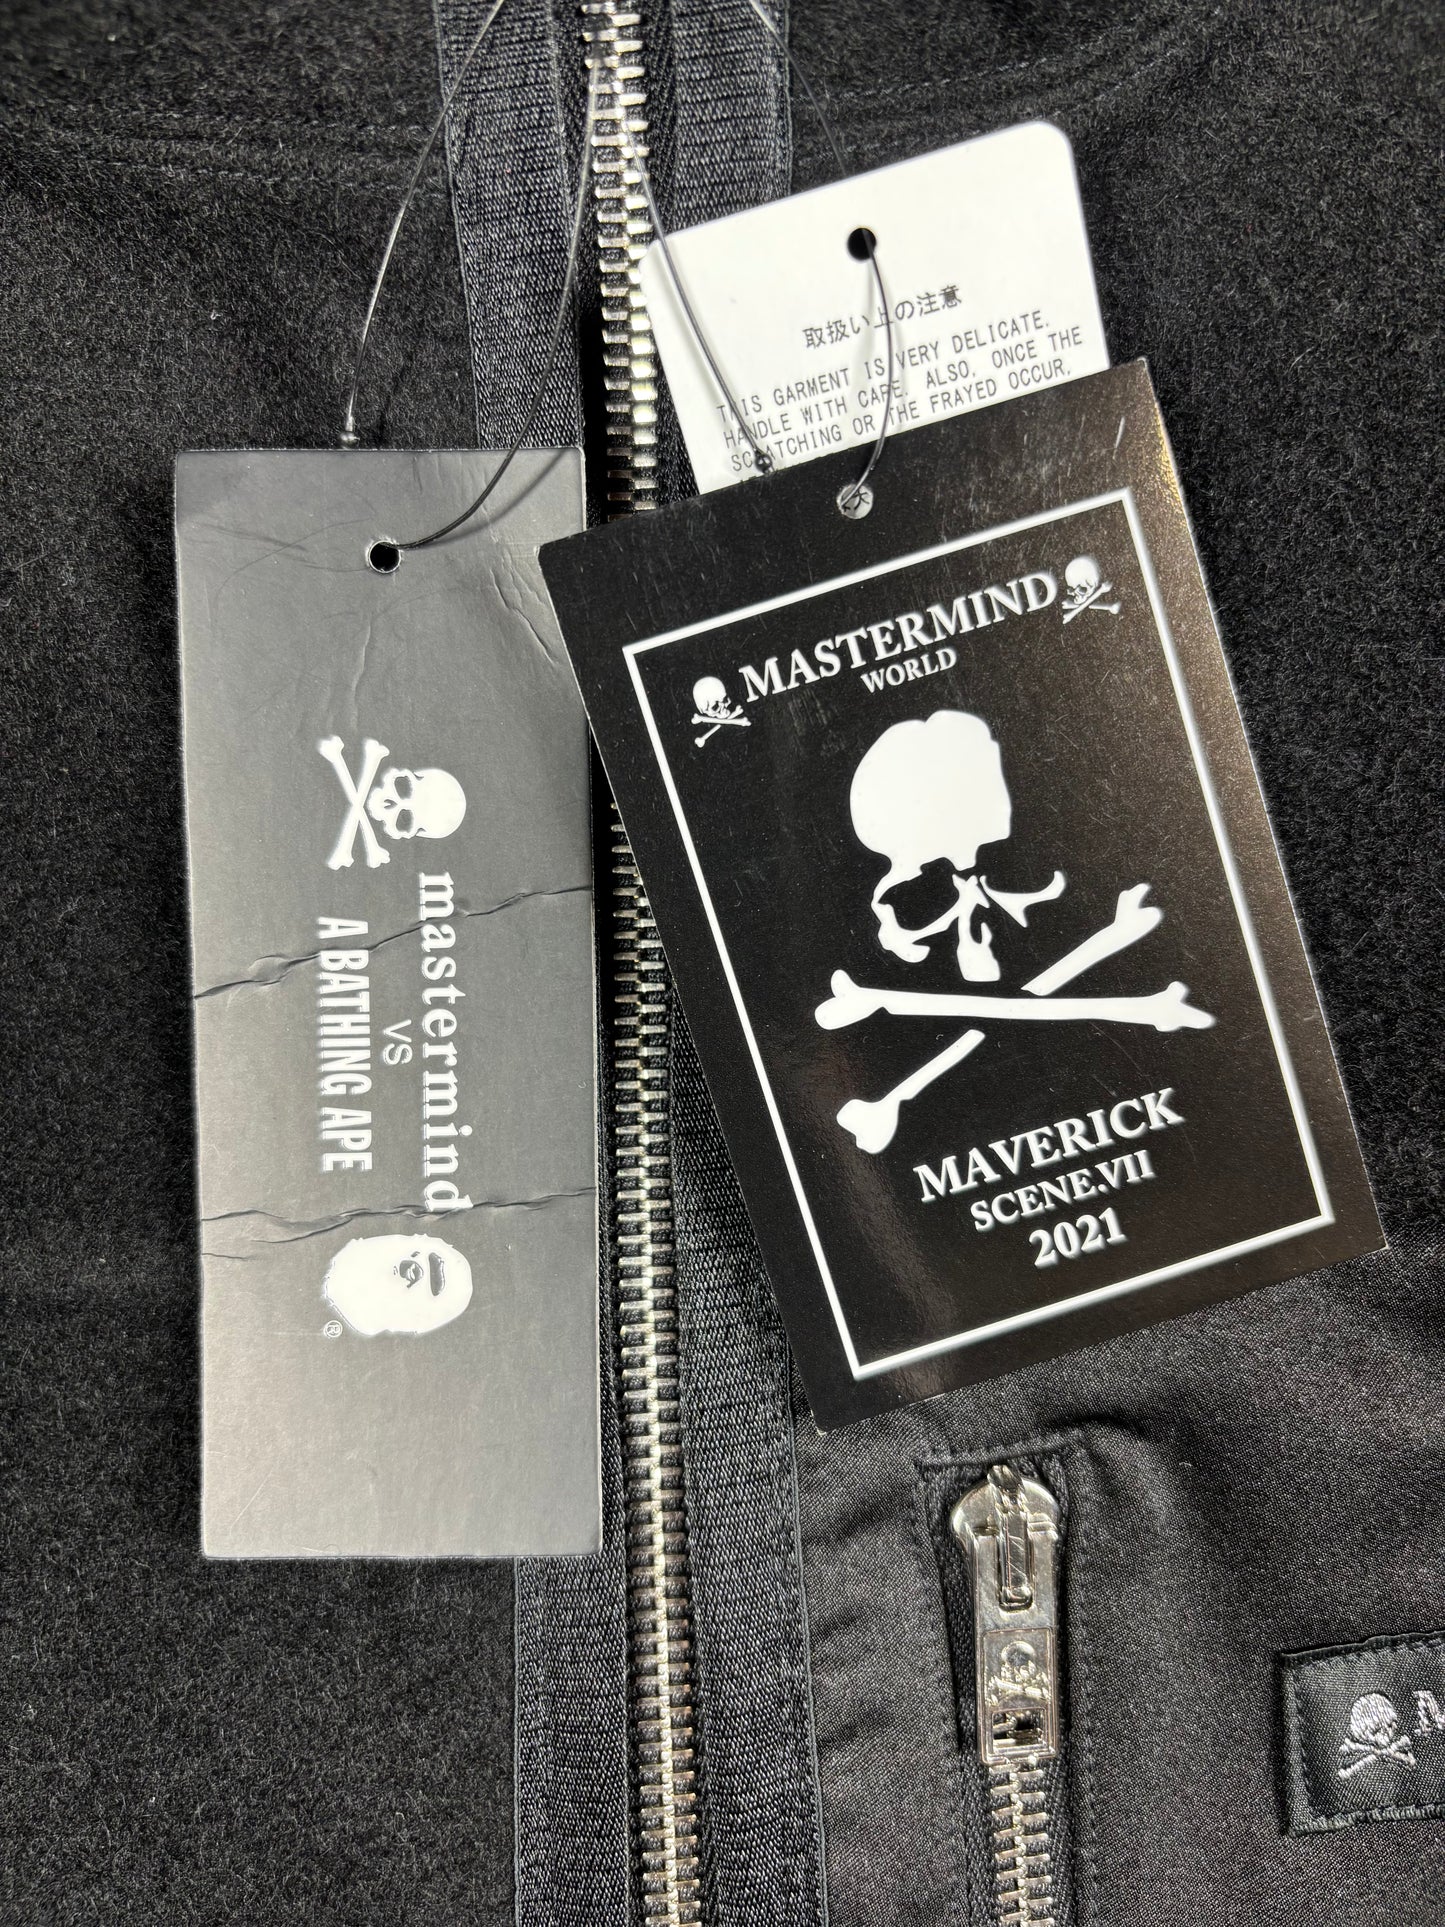 取扱い上の注意
THIS GARMENT IS VERY DELICATE.
HANDLE WITH CARE. ALSO, ONCE THE
SCRATCHING OR THE FRAYED OCCUR,
大
MASTERMIND
WORLD
MAVERICK
SCENE.VII
2021
mastermind
VS
A BATHING APE
®
M